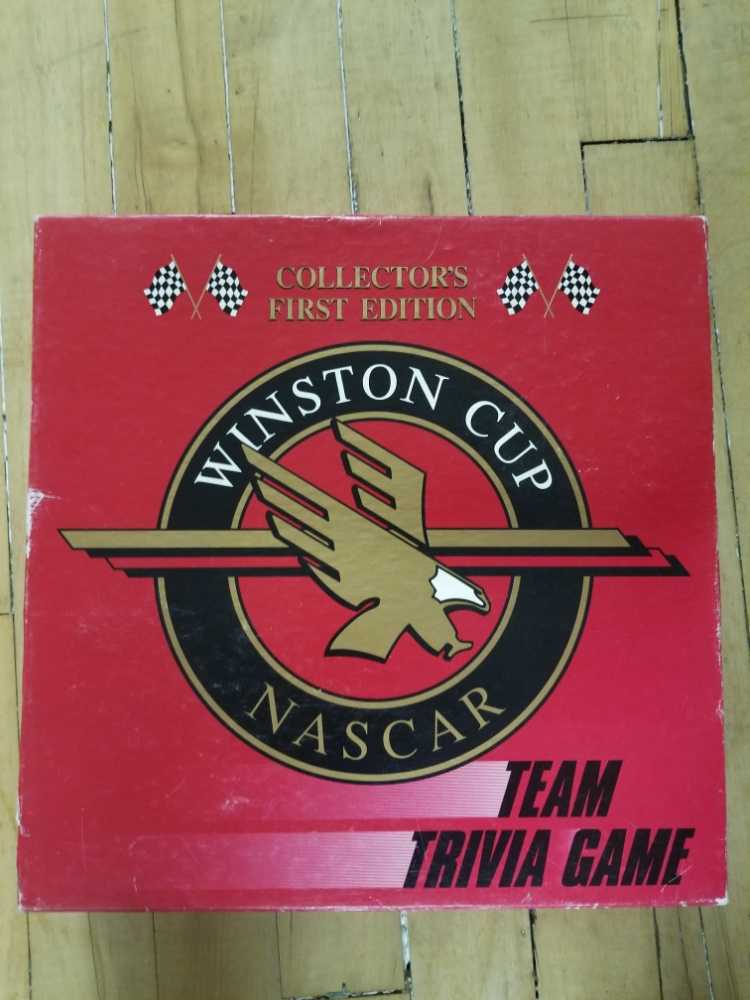 COLLECTOR'S
FIRST EDITION
WINSTON CUP
NASCAR
TEAM
TRIVIA GAME